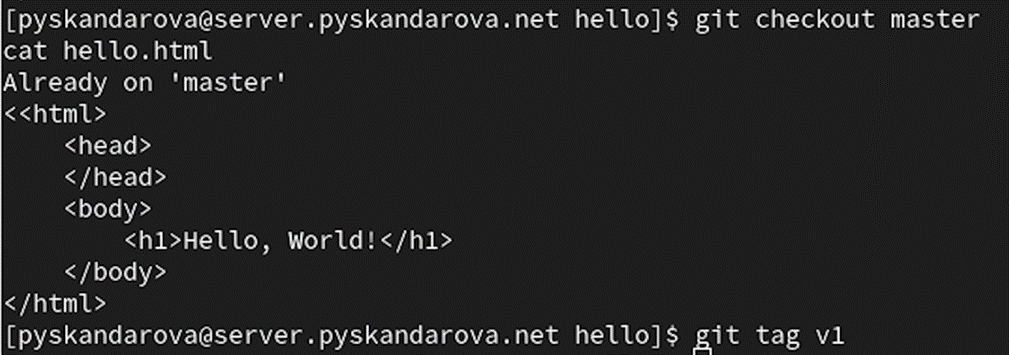 [pyskandarova@server.pyskandarova.net hello]$ git checkout master
cat hello.html
Already on 'master'
<<html>
    <head>
    </head>
    <body>
        <h1>Hello, World!</h1>
    </body>
</html>
[pyskandarova@server.pyskandarova.net hello]$ git tag v1